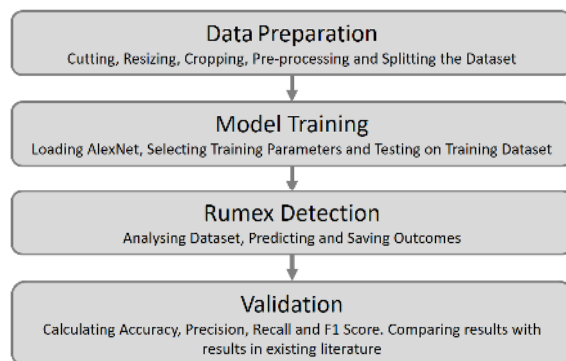 Data Preparation
Cutting, Resizing, Cropping, Pre-processing and Splitting the Dataset
Model Training
Loading AlexNet, Selecting Training Parameters and Testing on Training Dataset
Rumex Detection
Analysing Dataset, Predicting and Saving Outcomes
Validation
Calculating Accuracy, Precision, Recall and F1 Score. Comparing results with
results in existing literature